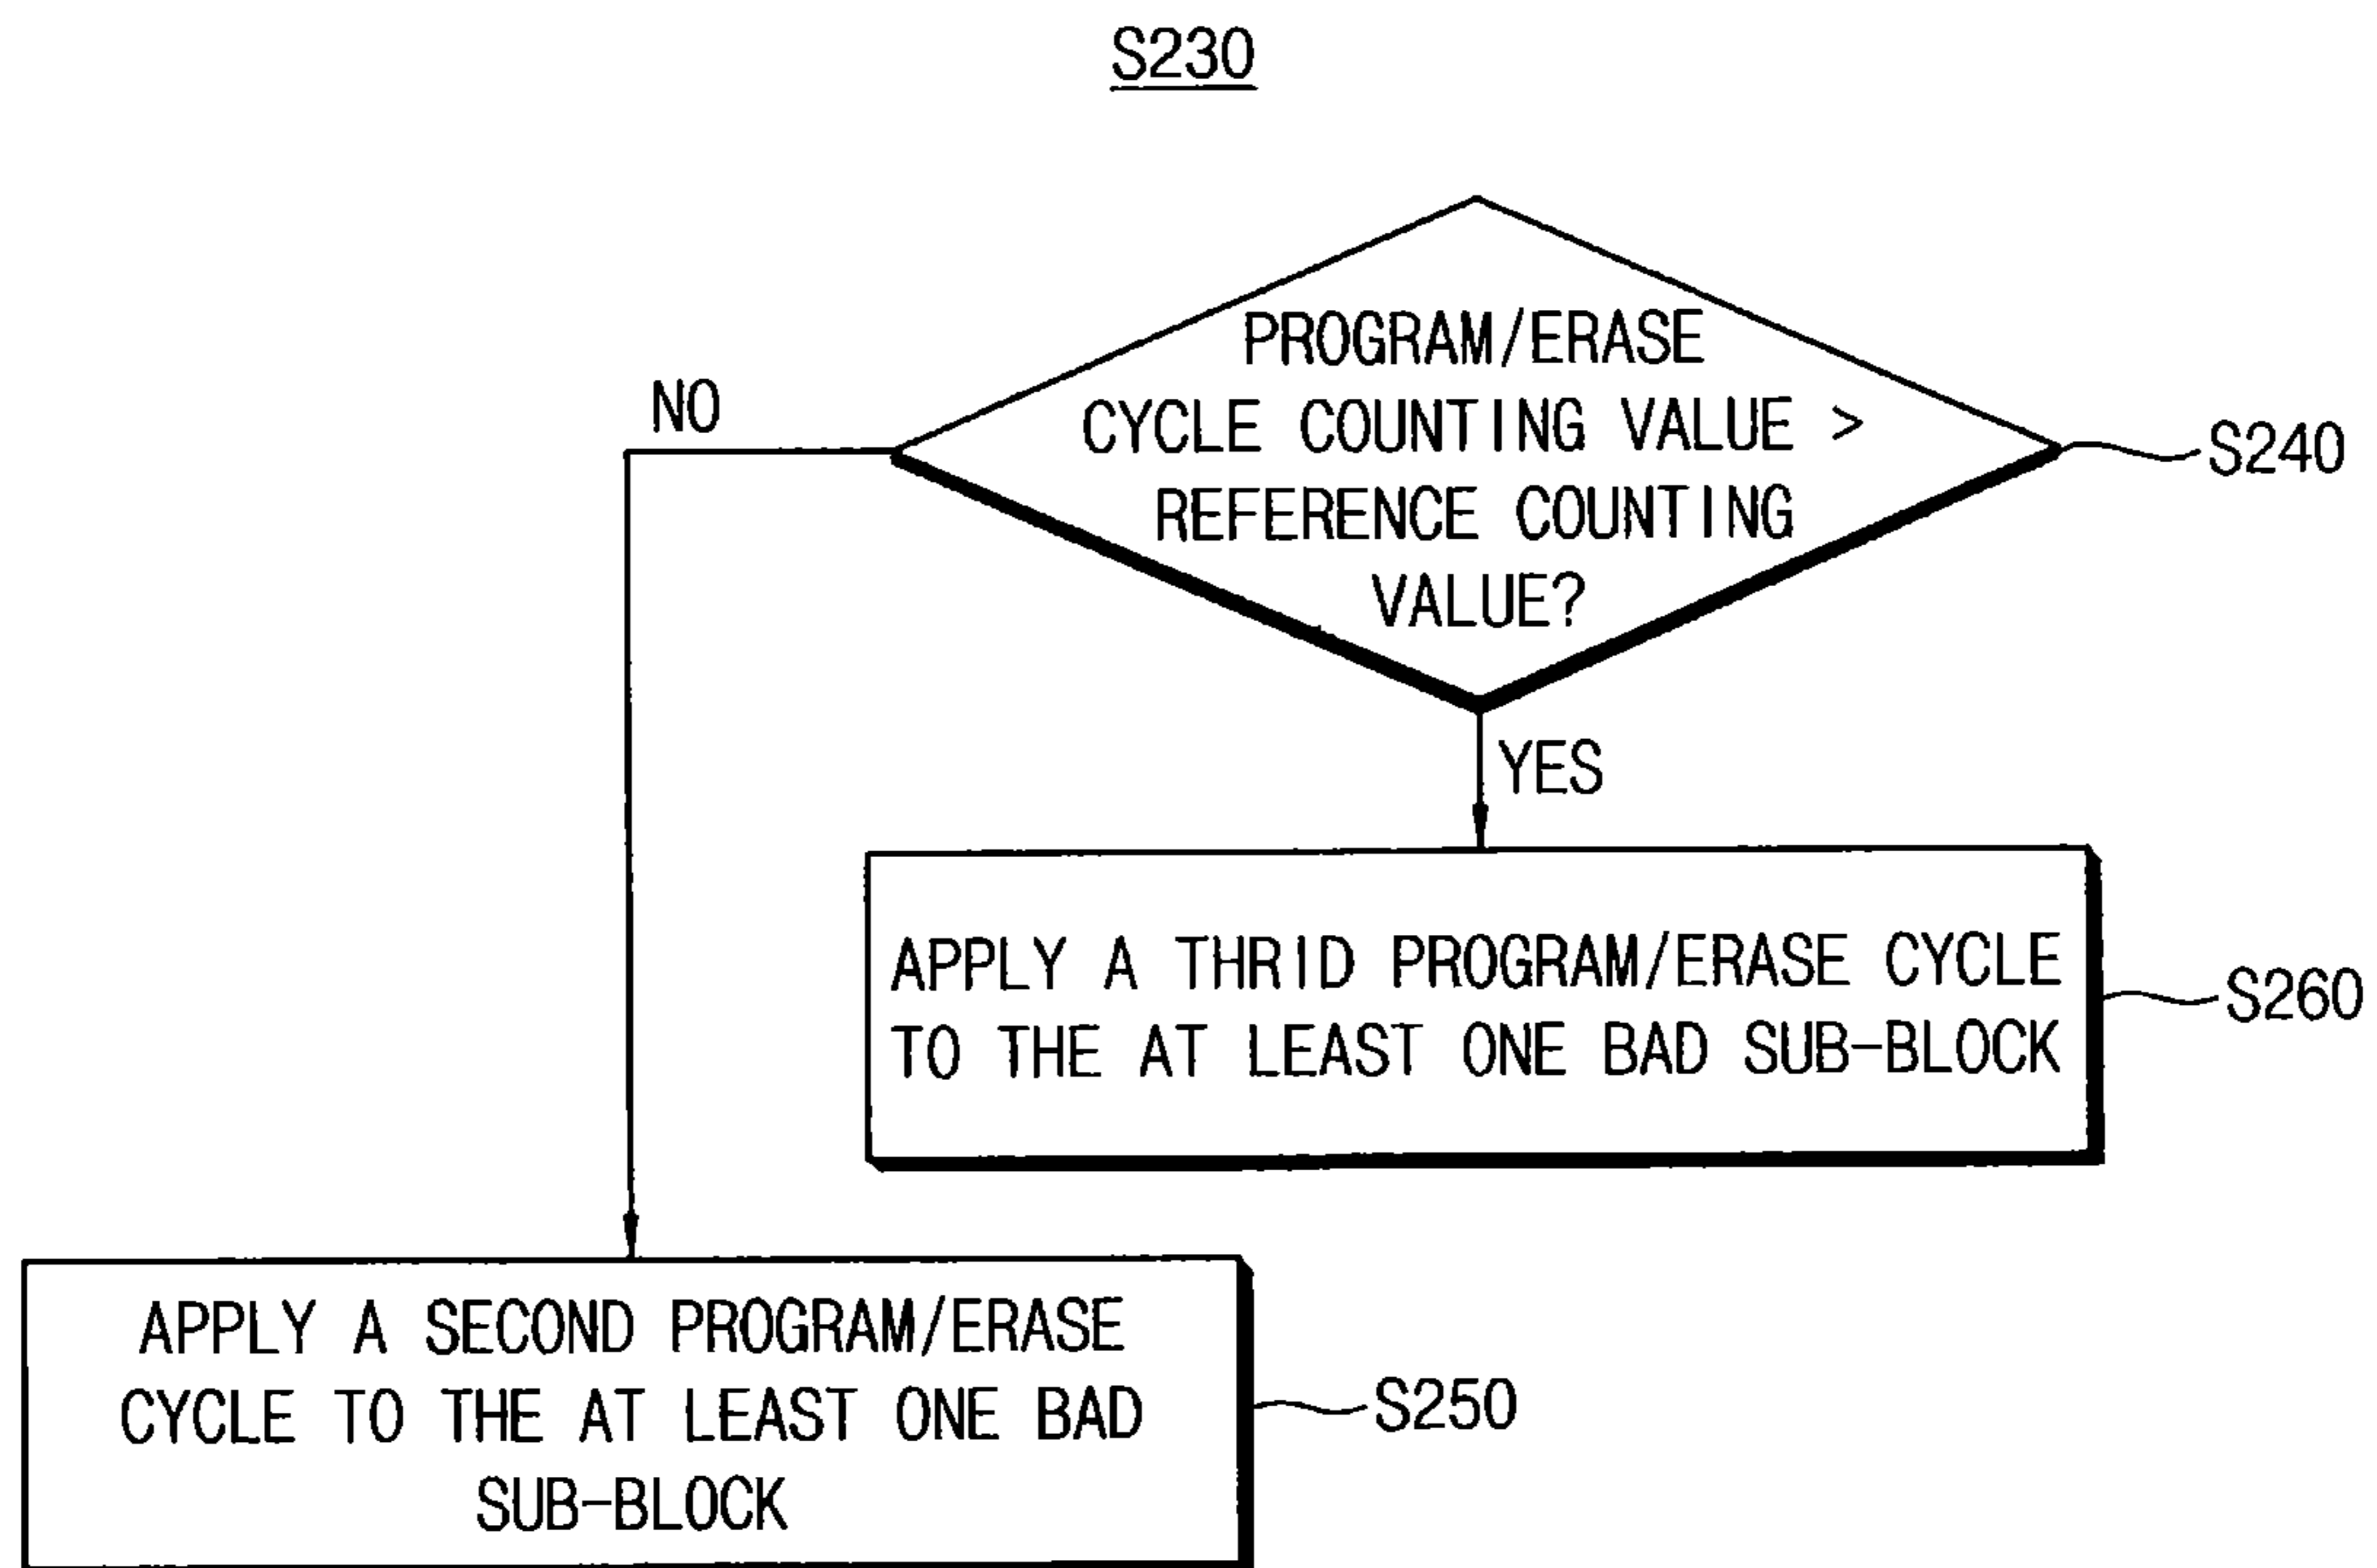 S230
PROGRAM/ERASE
CYCLE COUNTING VALUE >
REFERENCE COUNTING
VALUE?
NO
S240
YES
APPLY A THRID PROGRAM/ERASE CYCLE
TO THE AT LEAST ONE BAD SUB-BLOCK
S260
APPLY A SECOND PROGRAM/ERASE
CYCLE TO THE AT LEAST ONE BAD
SUB-BLOCK
S250